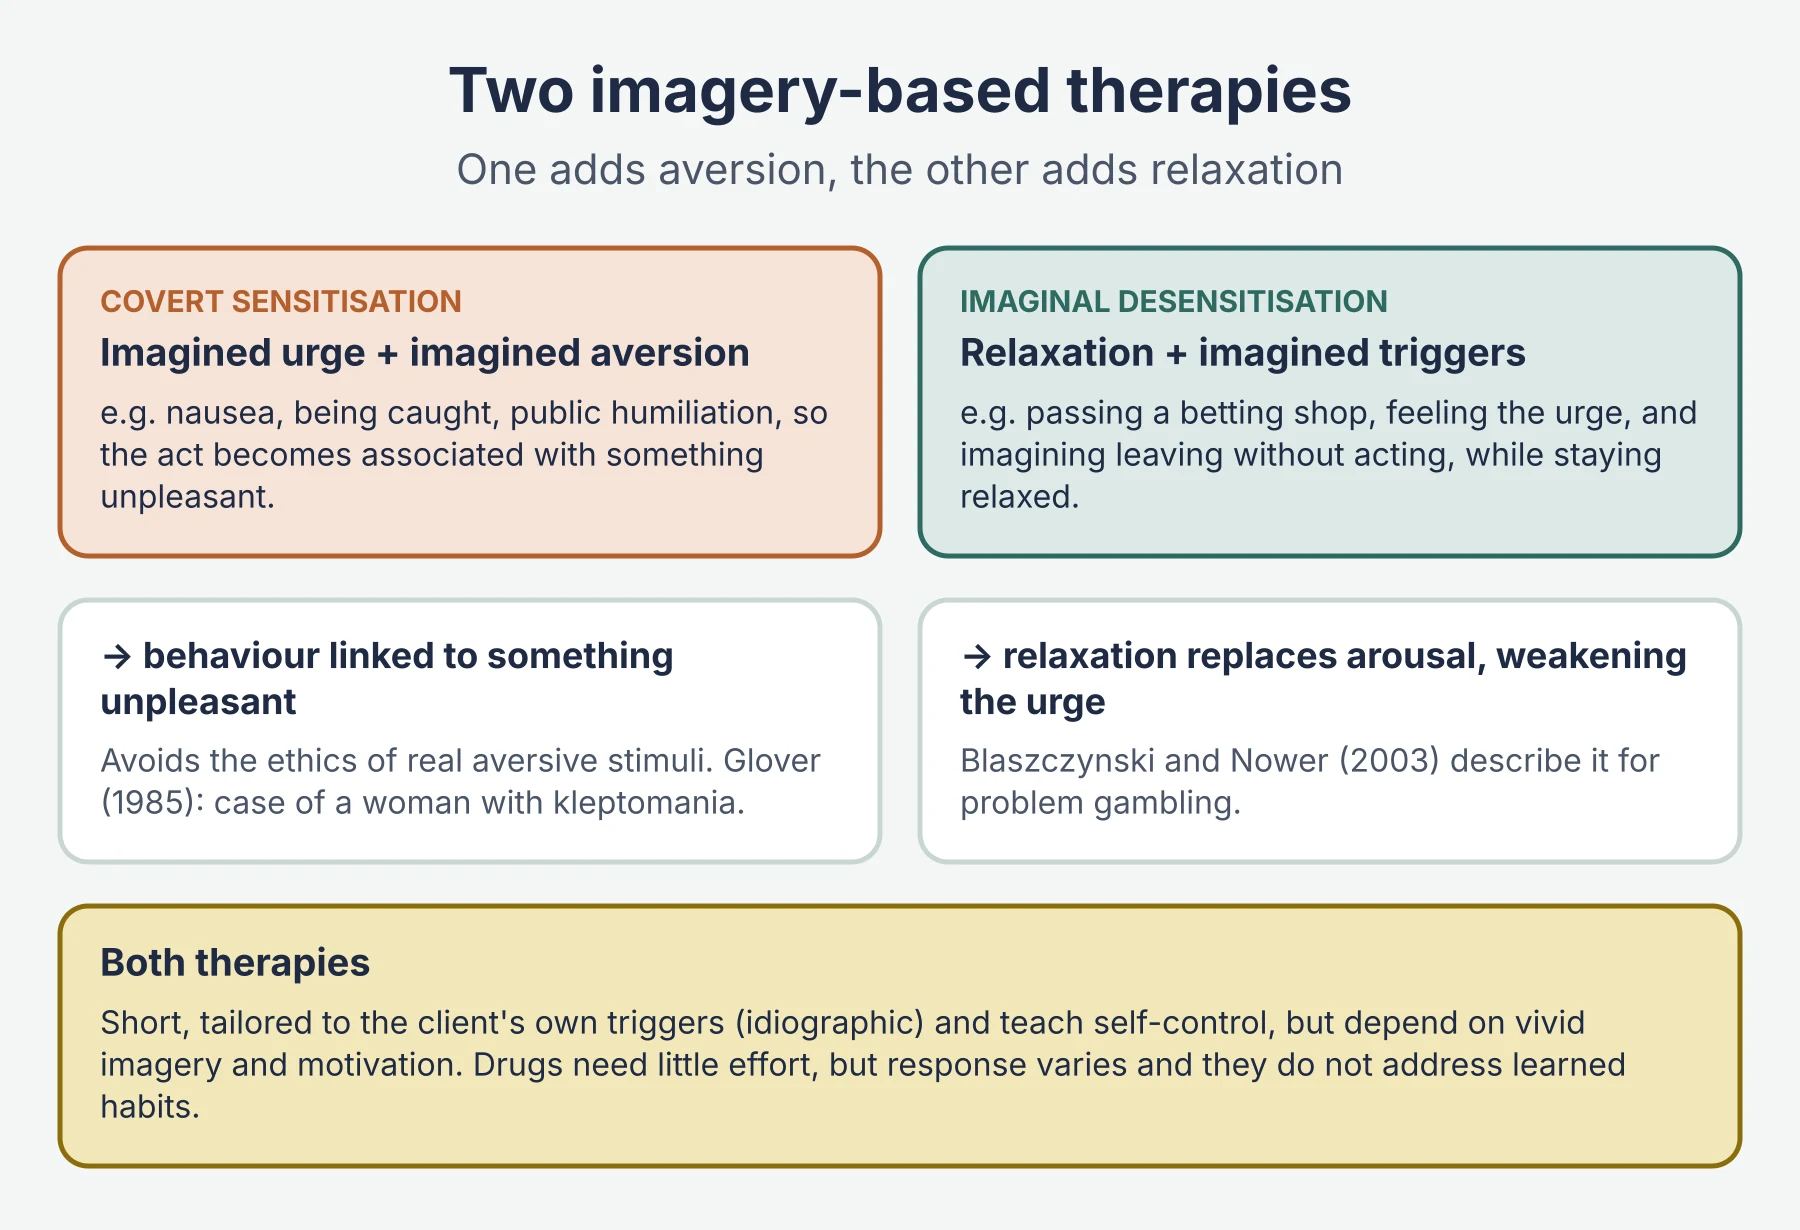 Two imagery-based therapies
One adds aversion, the other adds relaxation
COVERT SENSITISATION
Imagined urge + imagined aversion
e.g. nausea, being caught, public humiliation, so
the act becomes associated with something
unpleasant.
IMAGINAL DESENSITISATION
Relaxation + imagined triggers
e.g. passing a betting shop, feeling the urge, and
imagining leaving without acting, while staying
relaxed.
→ behaviour linked to something
unpleasant
Avoids the ethics of real aversive stimuli. Glover
(1985): case of a woman with kleptomania.
→ relaxation replaces arousal, weakening
the urge
Blaszczynski and Nower (2003) describe it for
problem gambling.
Both therapies
Short, tailored to the client's own triggers (idiographic) and teach self-control, but depend on vivid
imagery and motivation. Drugs need little effort, but response varies and they do not address learned
habits.